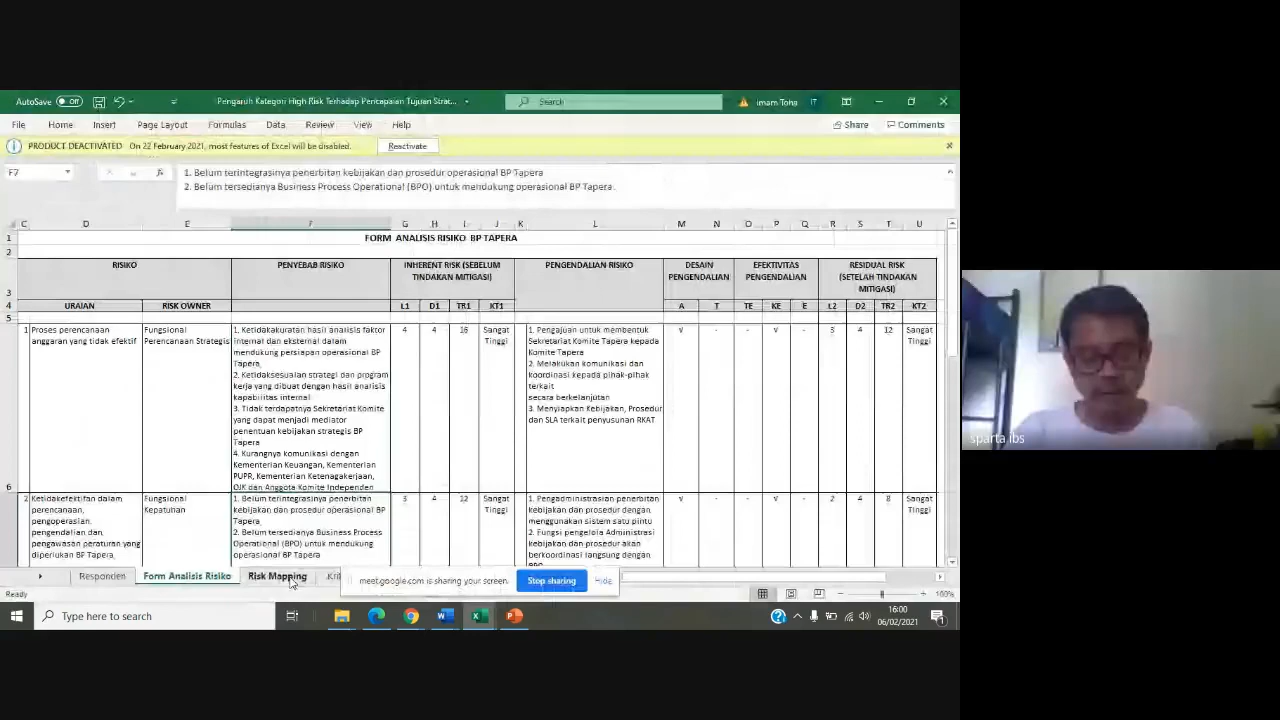 AutoSave Off
Pengaruh Kategori High Risk Terhadap Pencapaian Tujuan Strat...
Search
imam Toha
IT
File Home Insert Page Layout Formulas Data Review View Help
Share Comments
PRODUCT DEACTIVATED On 22 February 2021, most features of Excel will be disabled.
Reactivate
F7
fx
1. Belum terintegrasinya penerbitan kebijakan dan prosedur operasional BP Tapera
2. Belum tersedianya Business Process Operational (BPO) untuk mendukung operasional BP Tapera.
C D E F G H I J K L M N O P Q R S T U
1
FORM ANALISIS RISIKO BP TAPERA
2
3
RISIKO
PENYEBAB RISIKO
INHERENT RISK (SEBELUM
TINDAKAN MITIGASI)
PENGENDALIAN RISIKO
DESAIN
PENGENDALIAN
EFEKTIVITAS
PENGENDALIAN
RESIDUAL RISK
(SETELAH TINDAKAN
MITIGASI)
4
URAIAN RISK OWNER L1 D1 TR1 KT1 A T TE KE E L2 D2 TR2 KT2
5
6
1 Proses perencanaan
anggaran yang tidak efektif
Fungsional
Perencanaan Strategis
1. Ketidakakuratan hasil analisis faktor
internal dan eksternal dalam
mendukung persiapan operasional BP
Tapera,
2. Ketidaksesualan strategi dan program
kerja yang dibuat dengan hasil analisis
kapabilitas internal
3. Tidak terdapatnya Sekretariat Komite
yang dapat menjadi mediator
penentuan kebijakan strategis BP
Tapera
4. Kurangnya komunikasi dengan
Kementerian Keuangan, Kementerian
PUPR, Kementerian Ketenagakerjaan,
OJK dan Anggota Komite Independen
4 4 16 Sangat
Tinggi
1. Pengajuan untuk membentuk
Sekretariat Komite Tapera kepada
Komite Tapera
2. Melakukan komunikasi dan
koordinasi kepada pihak-pihak
terkait
secara berkelanjutan
3. Menyiapkan Kebijakan, Prosedur
dan SLA terkait penyusunan RKAT
v - - v - 3 4 12 Sangat
Tinggi
2 Ketidakefektifan dalam
perencanaan,
pengoperasian,
pengendalian dan,
pengawasan peraturan yang
diperlukan BP Tapera,
Fungsional
Kepatuhan
1. Belum terintegrasinya penerbitan
kebijakan dan prosedur operasional BP
Tapera,
2. Belum tersedianya Business Process
Operational (BPO) untuk mendukung
operasional BP Tapera
3 4 12 Sangat
Tinggi
1. Pengadministrasian penerbitan
kebijakan dan prosedur dengan
menggunakan sistem satu pintu
2. Fungsi pengelola Administrasi
kebijakan dan prosedur akan
berkoordinasi langsung dengan
BPO
v - - v - 2 4 8 Sangat
Tinggi
Responden Form Analisis Risiko Risk Mapping
meet.google.com is sharing your screen. Stop sharing Hide
Ready
100%
Type here to search
16:00
06/02/2021
1
sparta ibs